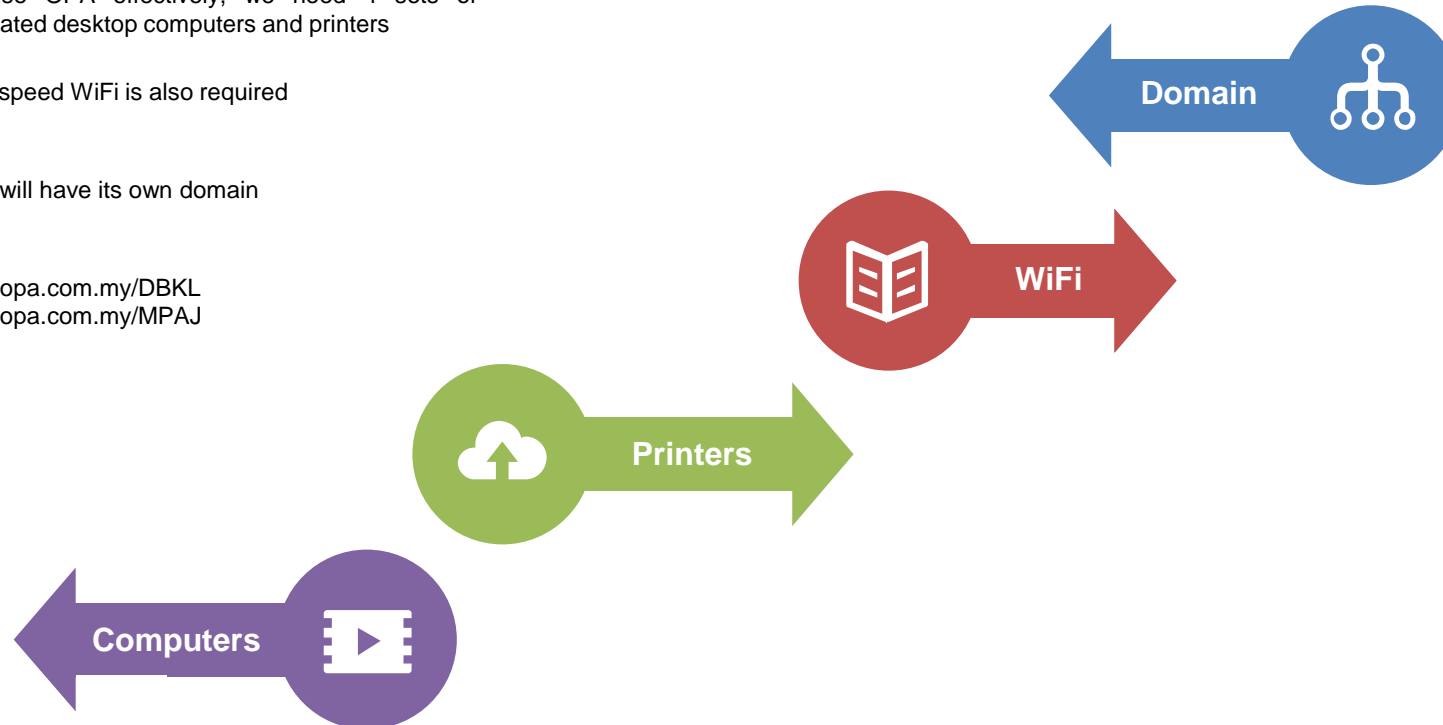 ated desktop computers and printers
speed WiFi is also required
will have its own domain
opa.com.my/DBKL
opa.com.my/MPAJ
Domain
WiFi
Printers
Computers